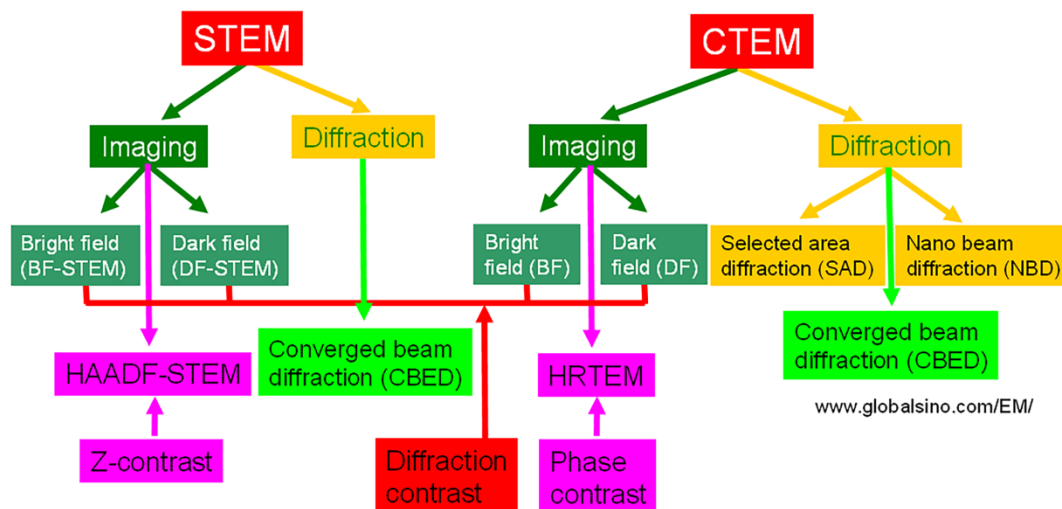 STEM
CTEM
Imaging
Diffraction
Imaging
Diffraction
Bright field
(BF-STEM)
Dark field
(DF-STEM)
Bright
field (BF)
Dark
field (DF)
Selected area
diffraction (SAD)
Nano beam
diffraction (NBD)
HAADF-STEM
Converged beam
diffraction (CBED)
HRTEM
Converged beam
diffraction (CBED)
www.globalsino.com/EM/
Z-contrast
Diffraction
contrast
Phase
contrast